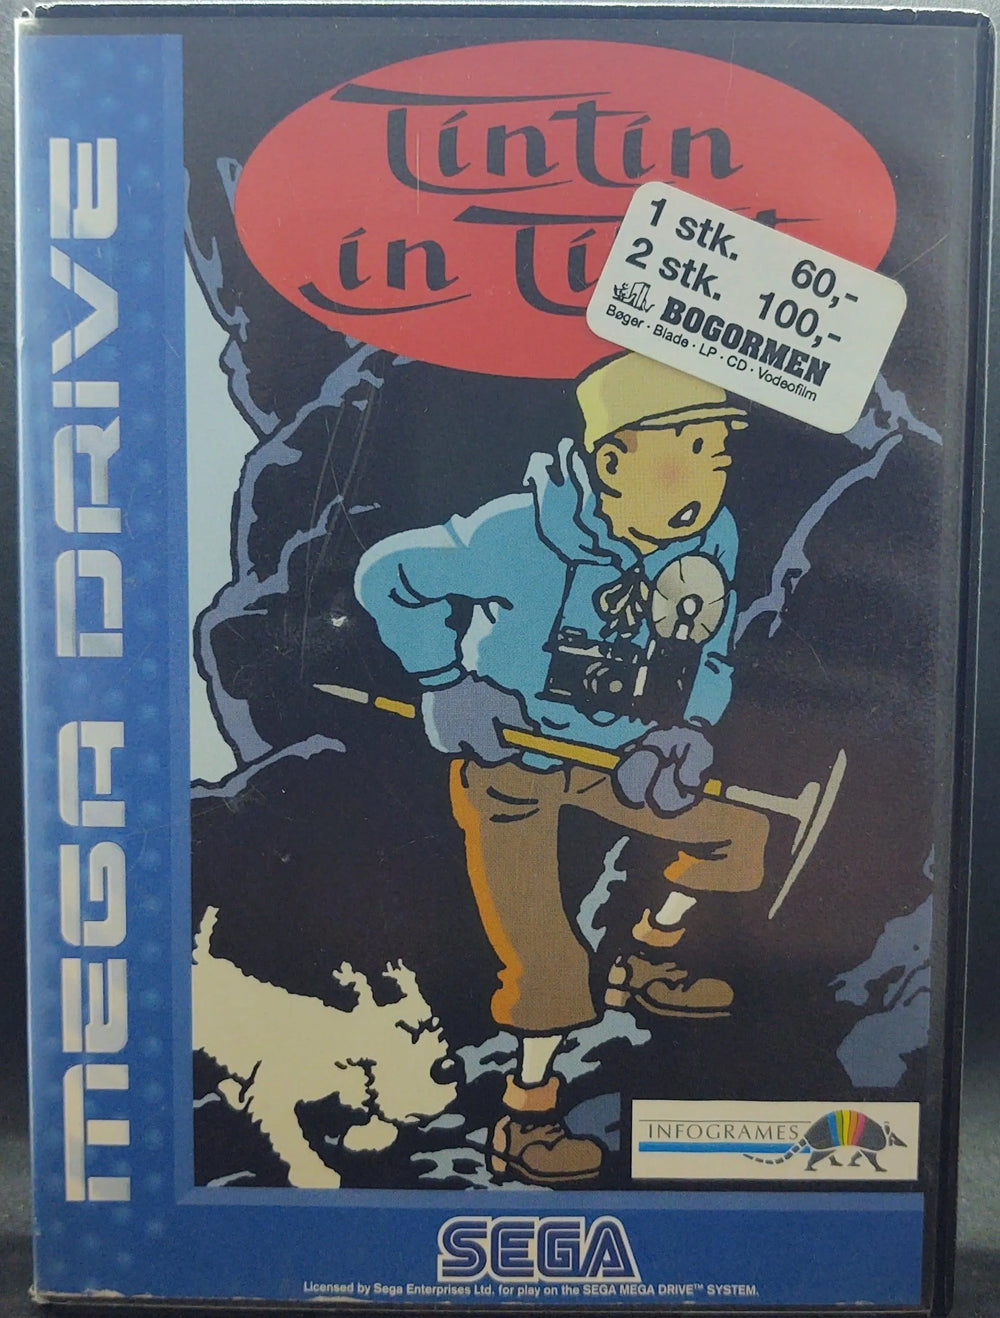 MEGA DRIVE
Tintin
in Ti
1 stk. 60,-
2 stk. 100,-
BOGORMEN
Bøger · Blade · LP · CD · Vodeofilm
INFOGRAMES
SEGA
Licensed by Sega Enterprises Ltd. for play on the SEGA MEGA DRIVE™ SYSTEM.